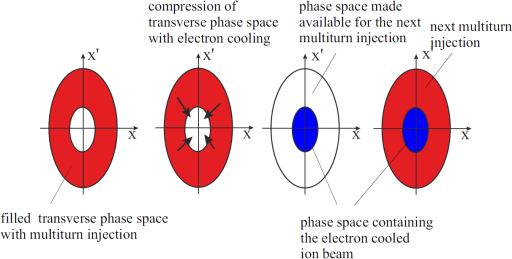 compression of
transverse phase space
with electron cooling
phase space made
available for the next
multiturn injection
next multiturn
injection
x'
x'
x'
x'
x
x
x
x
filled transverse phase space
with multiturn injection
phase space containing
the electron cooled
ion beam